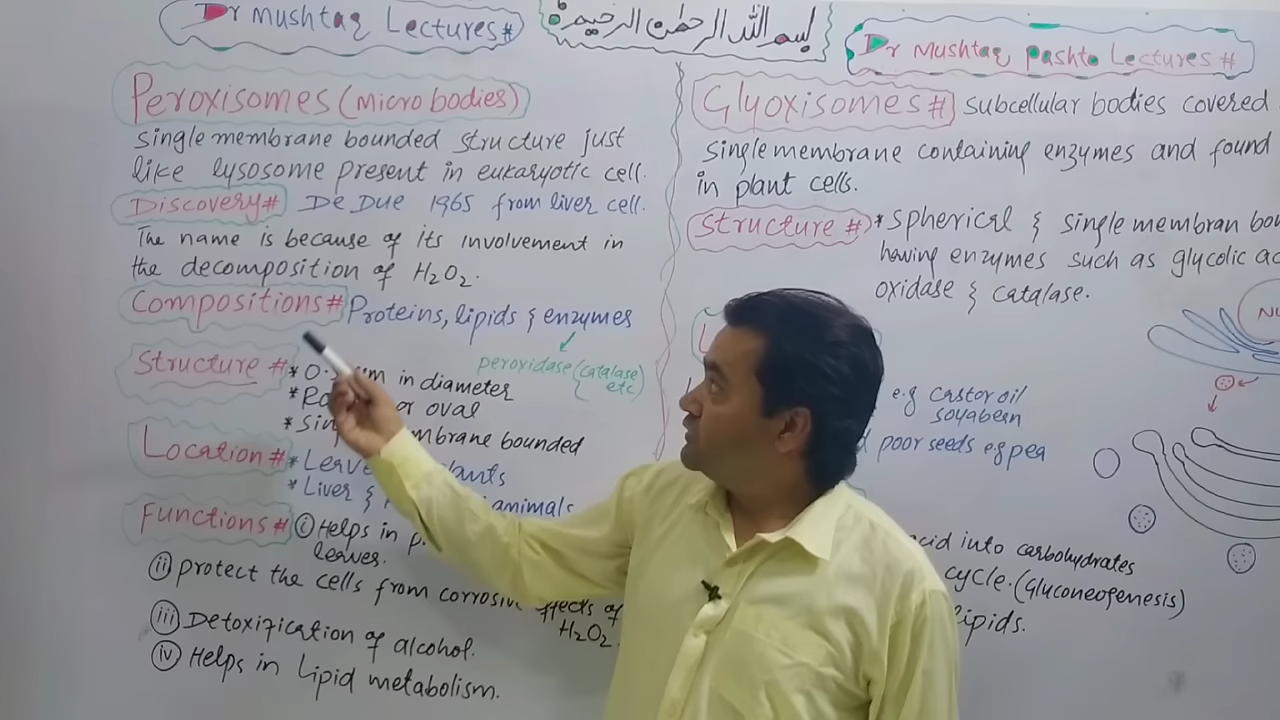 Dr Mushtaq Lectures#
بسم الله الرحمن الرحيم
Dr Mushtaq Pashto Lectures#
Peroxisomes (Micro bodies)
Single membrane bounded structure just
like lysosome present in eukaryotic cell.
Discovery# De Due 1965 from liver cell.
The name is because of its involvement in
the decomposition of H₂O₂.
Compositions# Proteins, lipids & enzymes
peroxidase (catalase
etc)
Structure# * in diameter
* or oval
* bounded
Location# *
* Liver & animals
Functions# (i) Helps in
leaves.
(ii) protect the cells from effects of
H₂O₂.
(iii) Detoxification of alcohol.
(iv) Helps in Lipid metabolism.
Glyoxisomes# Subcellular bodies covered
Single membrane containing enzymes and found
in plant cells.
Structure# * Spherical & Single membran
having enzymes such as glycolic
oxidase & catalase.
e.g castor oil
soyabean
poor seeds eg pea
into carbohydrates
cycle. (Gluconeogenesis)
lipids.